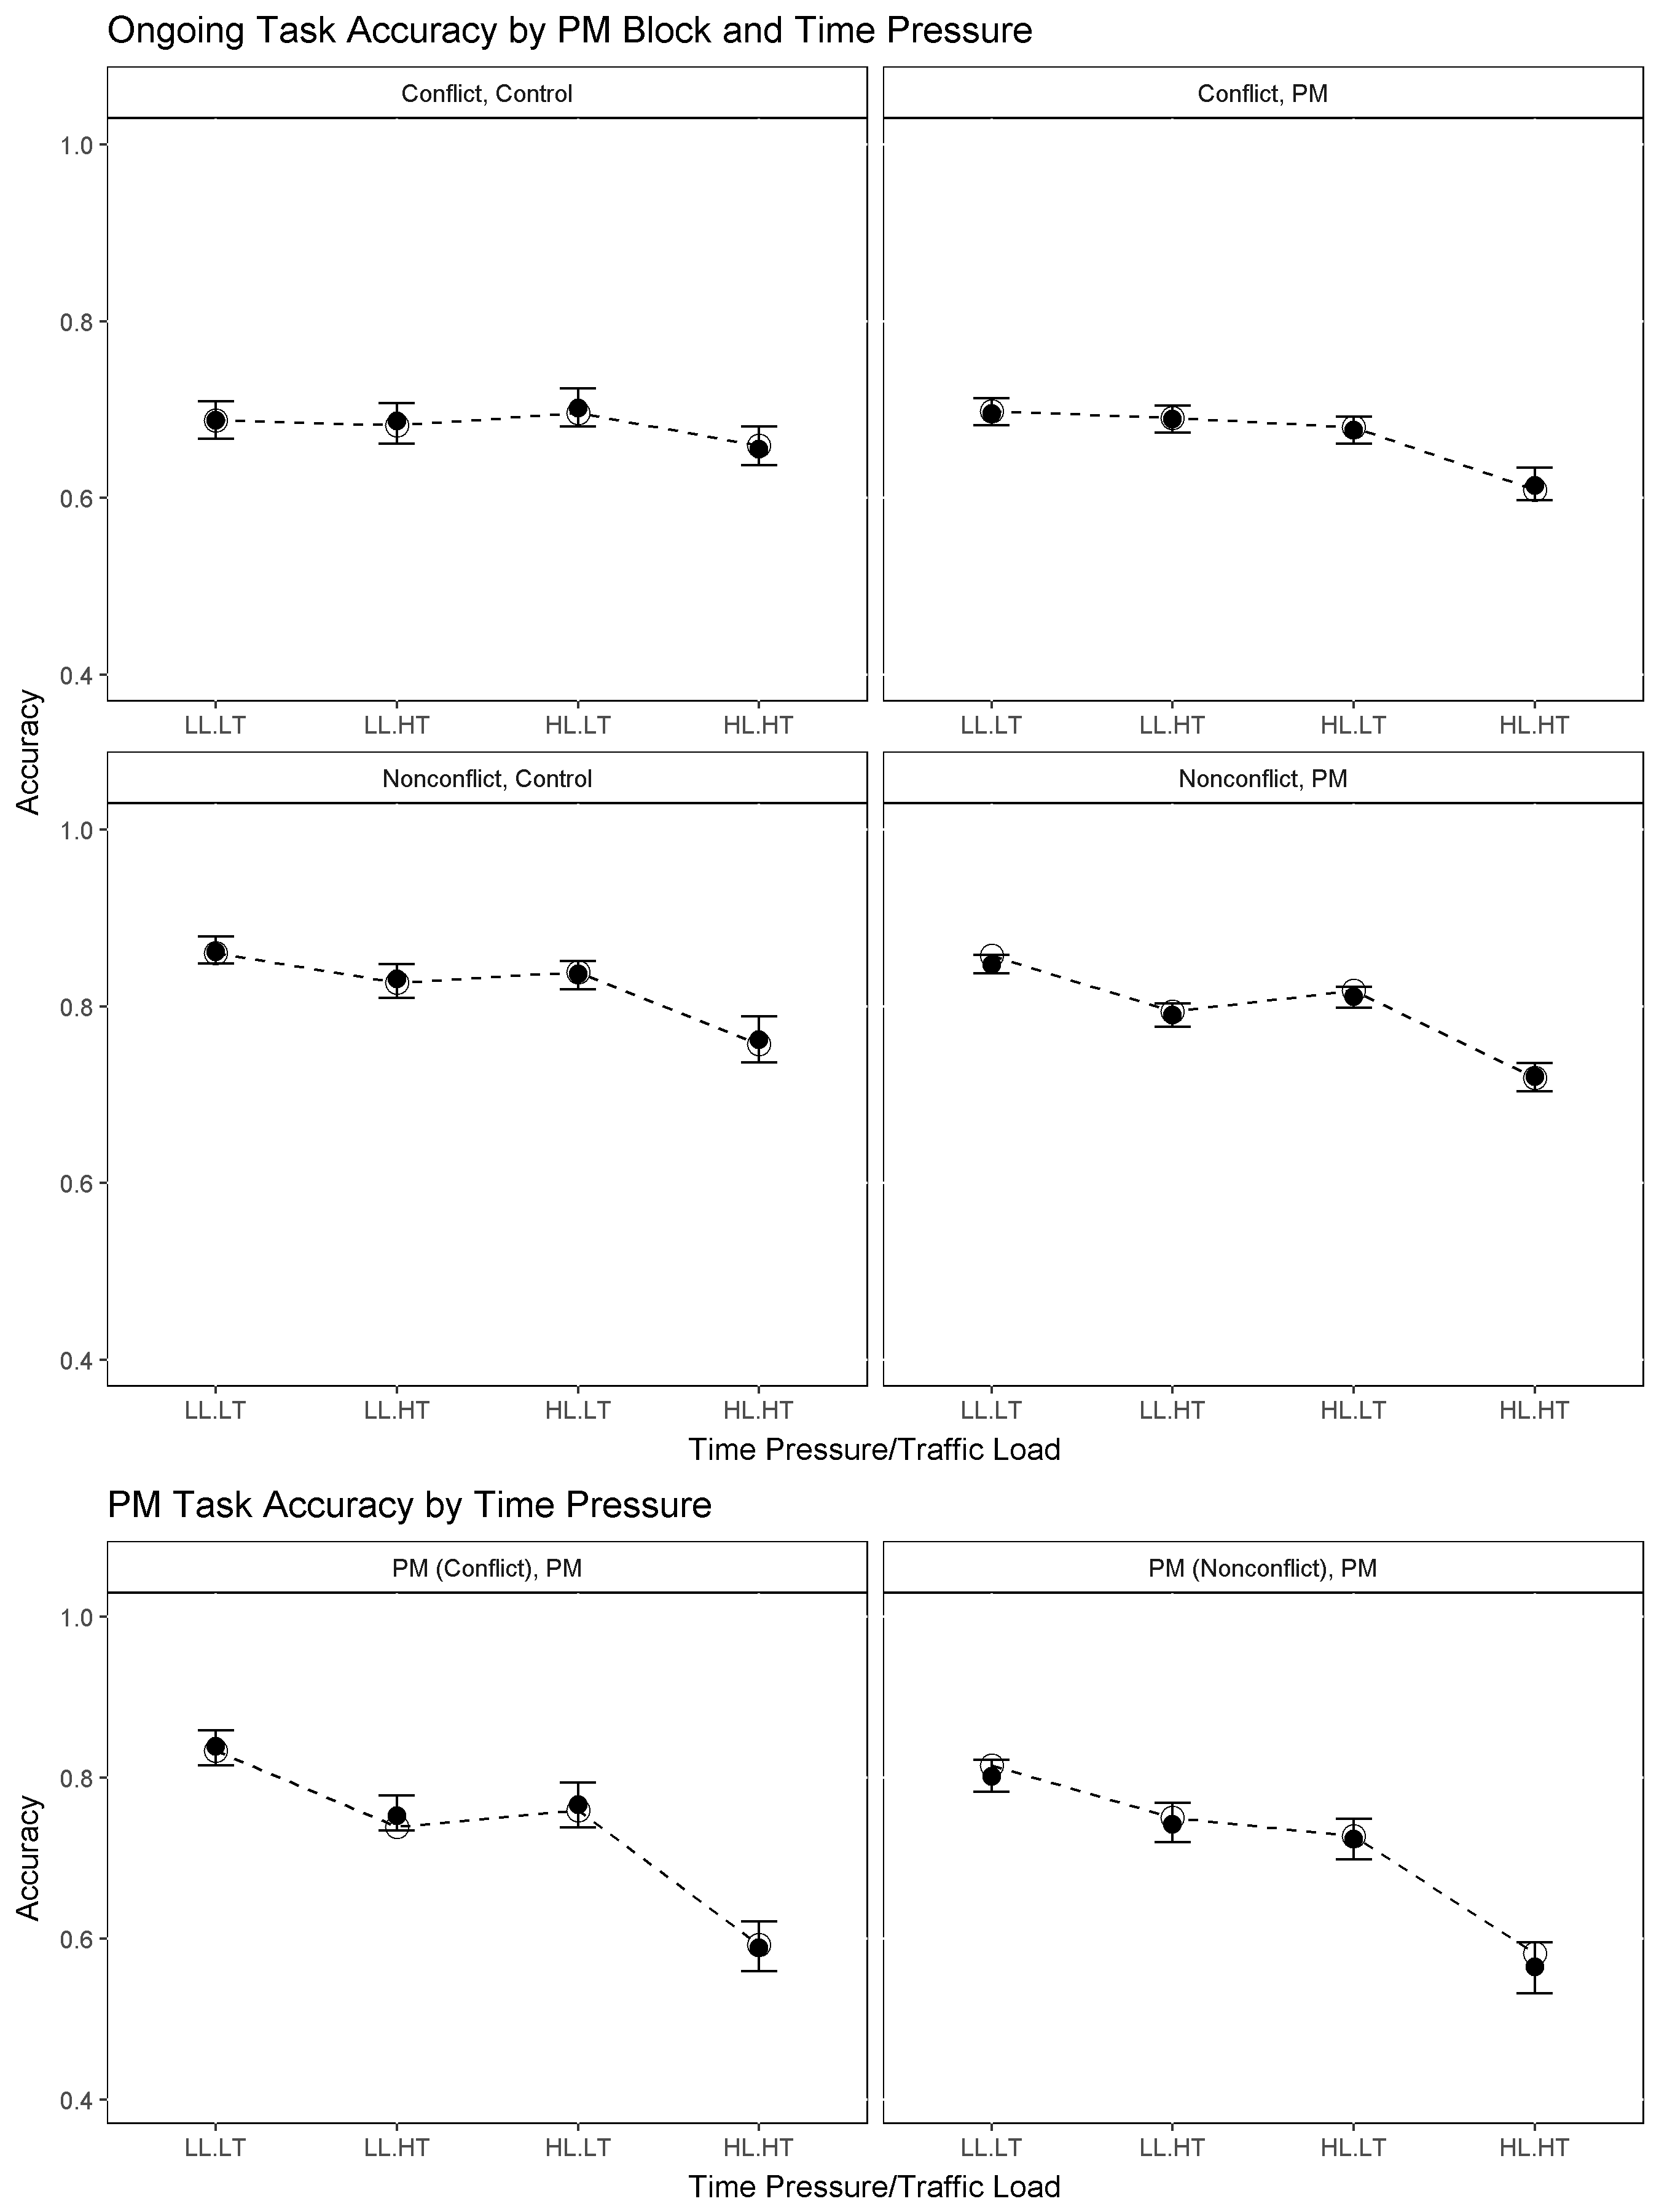 Ongoing Task Accuracy by PM Block and Time Pressure
Conflict, Control
Conflict, PM
1.0
0.8
0.6
0.4
LL.LT LL.HT HL.LT HL.HT
LL.LT LL.HT HL.LT HL.HT
Accuracy
Nonconflict, Control
Nonconflict, PM
1.0
0.8
0.6
0.4
LL.LT LL.HT HL.LT HL.HT
LL.LT LL.HT HL.LT HL.HT
Time Pressure/Traffic Load
PM Task Accuracy by Time Pressure
PM (Conflict), PM
PM (Nonconflict), PM
1.0
0.8
0.6
0.4
Accuracy
LL.LT LL.HT HL.LT HL.HT
LL.LT LL.HT HL.LT HL.HT
Time Pressure/Traffic Load